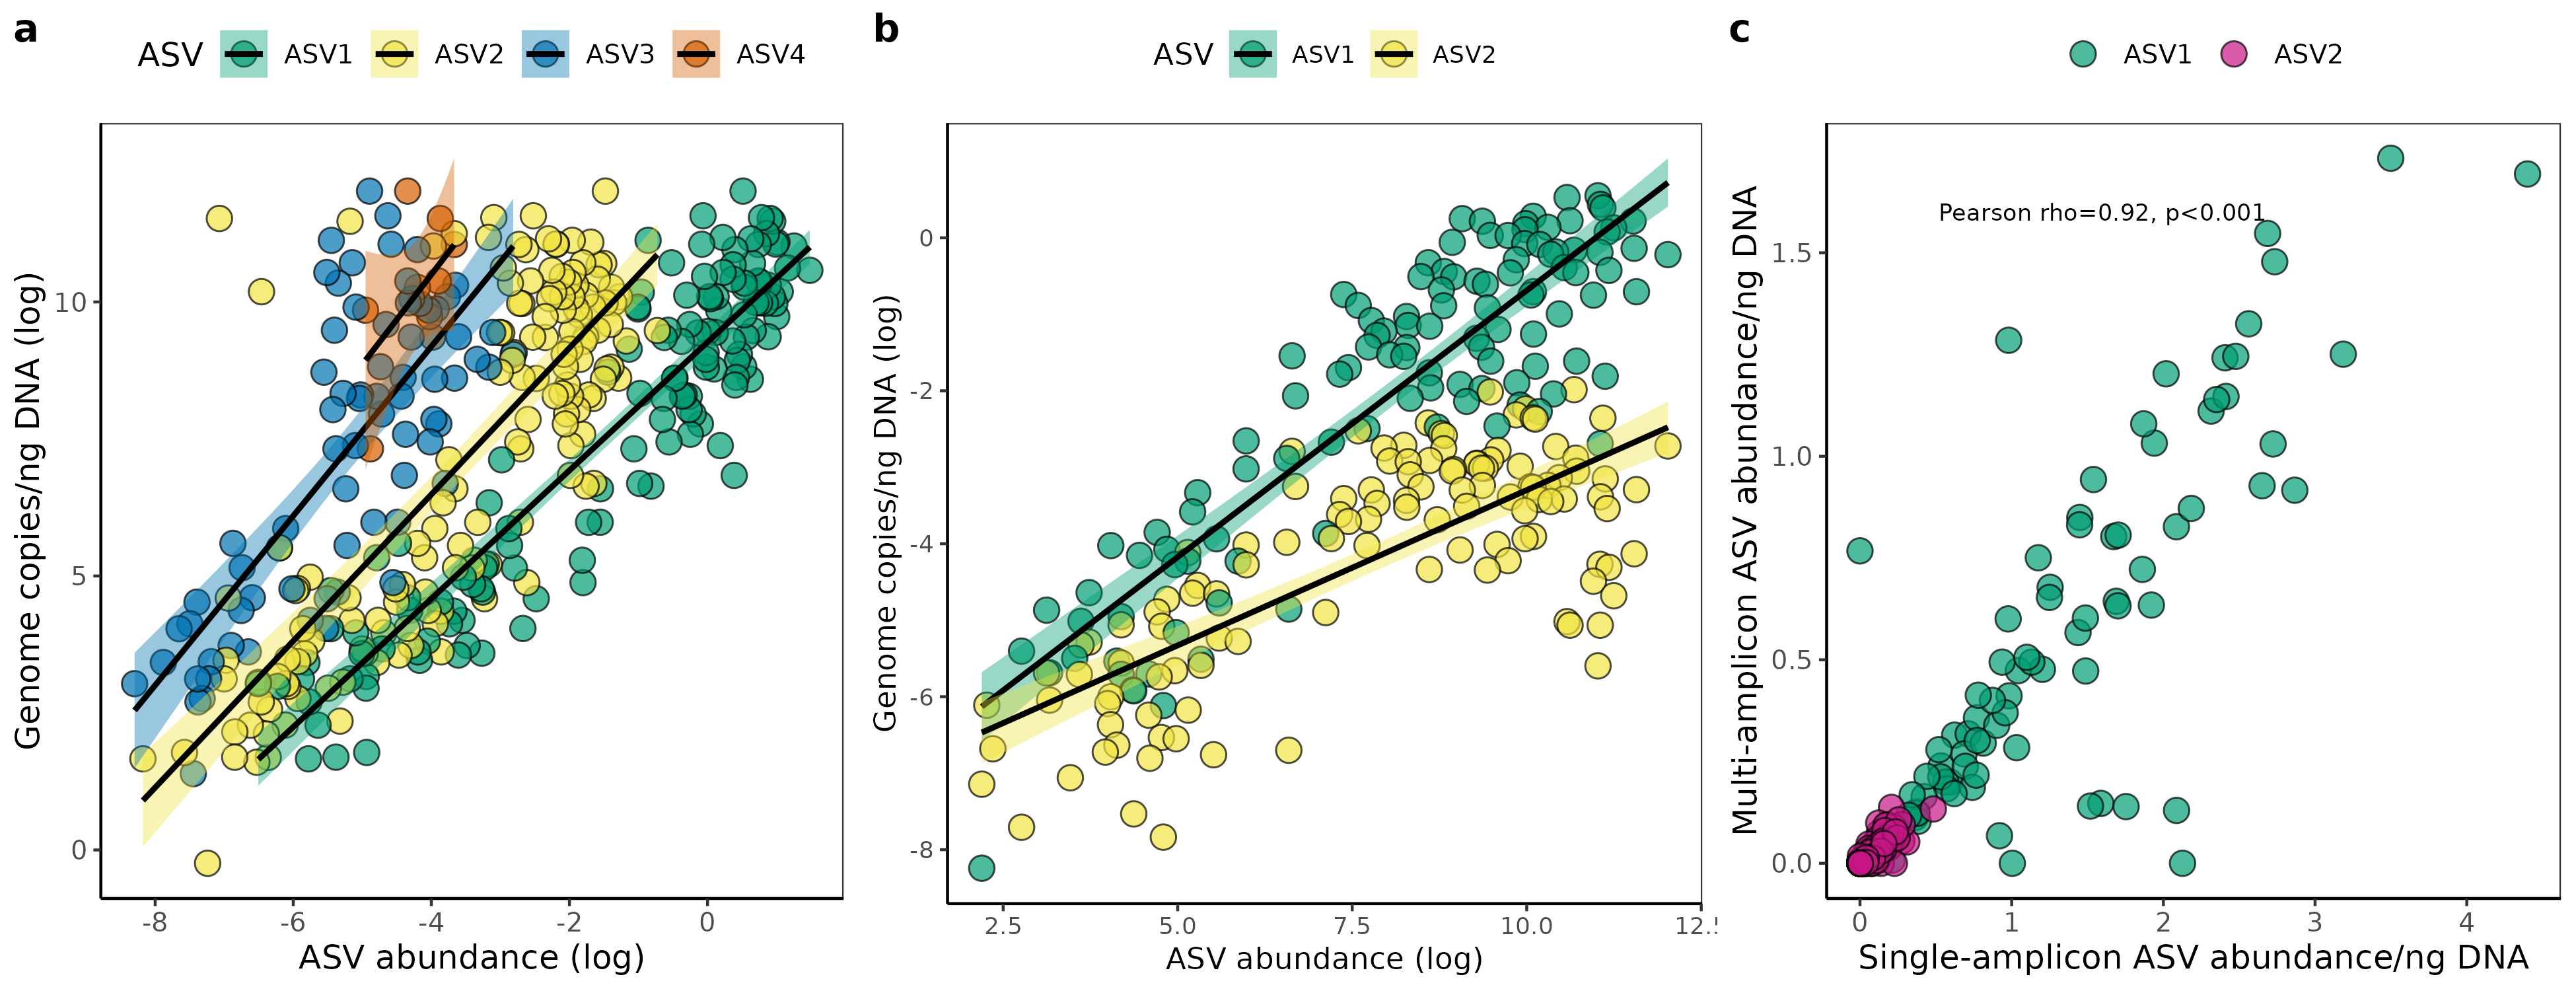 a
ASV ASV1 ASV2 ASV3 ASV4
Genome copies/ng DNA (log)
10
5
0
-8 -6 -4 -2 0
ASV abundance (log)
b
ASV ASV1 ASV2
Genome copies/ng DNA (log)
0
-2
-4
-6
-8
2.5 5.0 7.5 10.0 12.
ASV abundance (log)
c
ASV1 ASV2
Multi-amplicon ASV abundance/ng DNA
Pearson rho=0.92, p<0.001
1.5
1.0
0.5
0.0
0 1 2 3 4
Single-amplicon ASV abundance/ng DNA